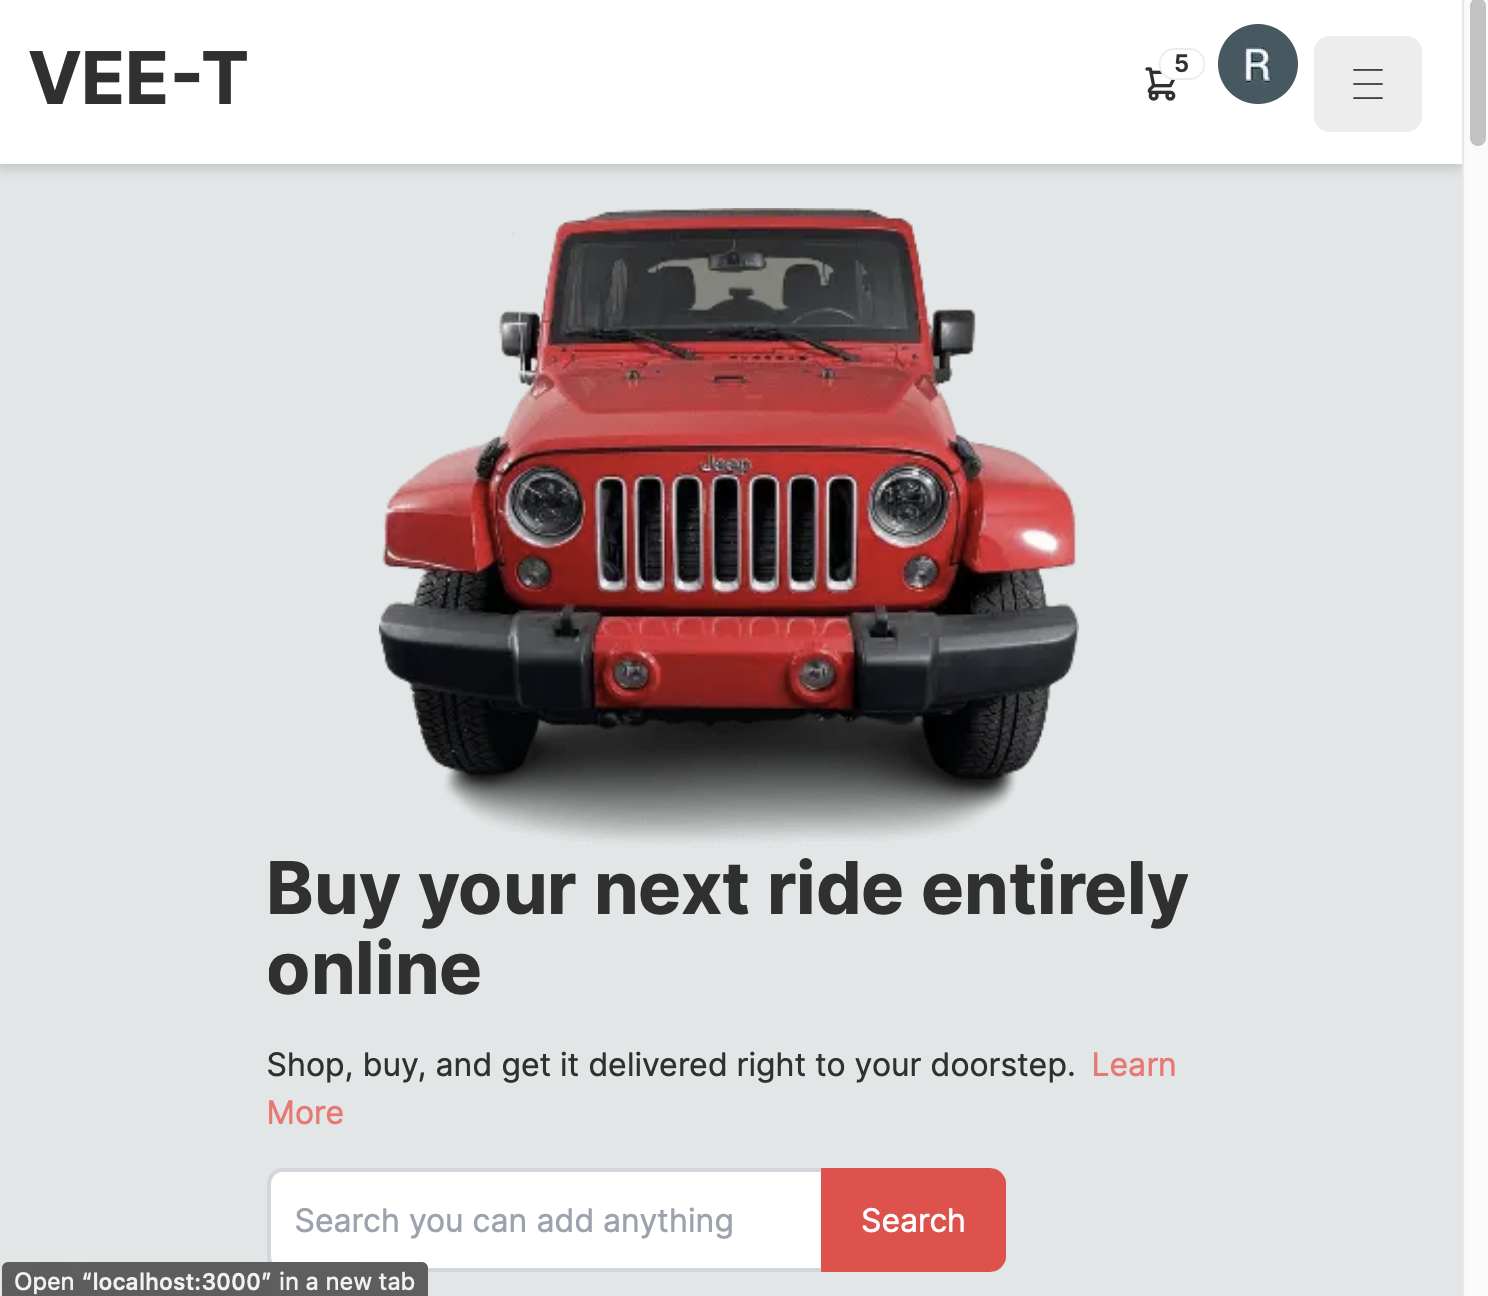 VEE-T
5
R
Jeep
Buy your next ride entirely
online
Shop, buy, and get it delivered right to your doorstep. Learn
More
Search you can add anything
Search
Open “localhost:3000” in a new tab